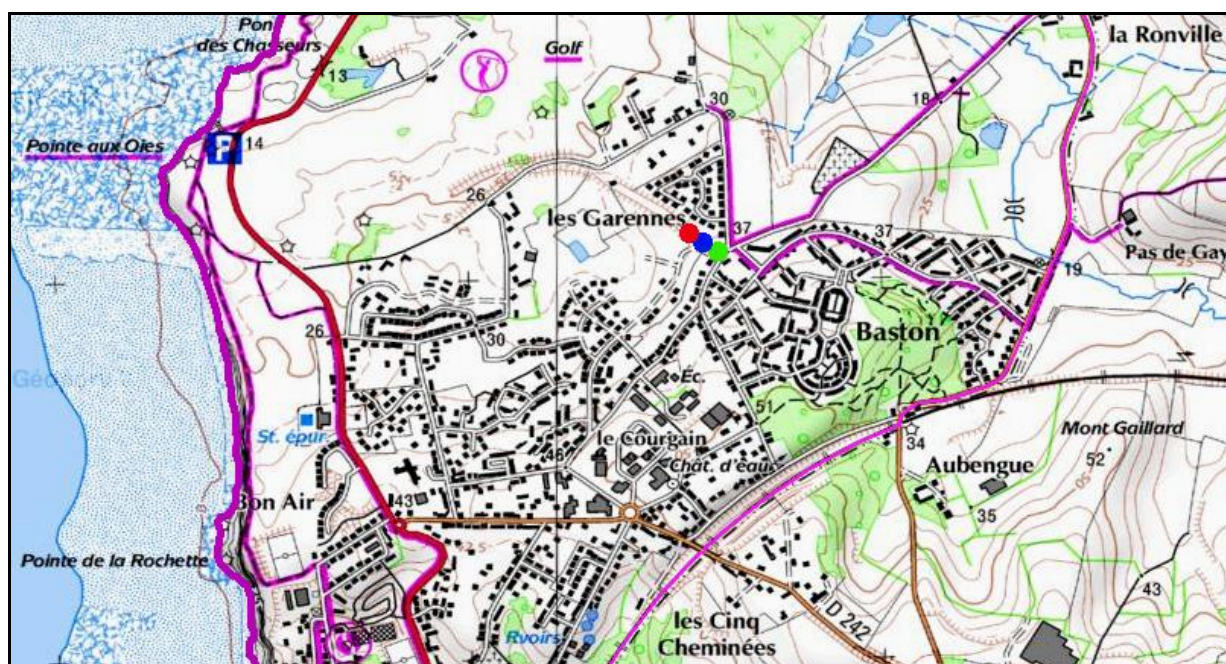 Pon
des Chasseurs
13
Golf
la Ronville
30
18
Pointe aux Oies
P
14
26
25
les Garennes
37
37
19
Pas de Gay
26
30
Baston
Éc.
St. épur.
51
le Courgain
34
Mont Gaillard
46
Chât. d'eau
52
Aubengue
50
Bon Air
43
35
Pointe de la Rochette
43
les Cinq
Cheminées
D 242
Rvoirs